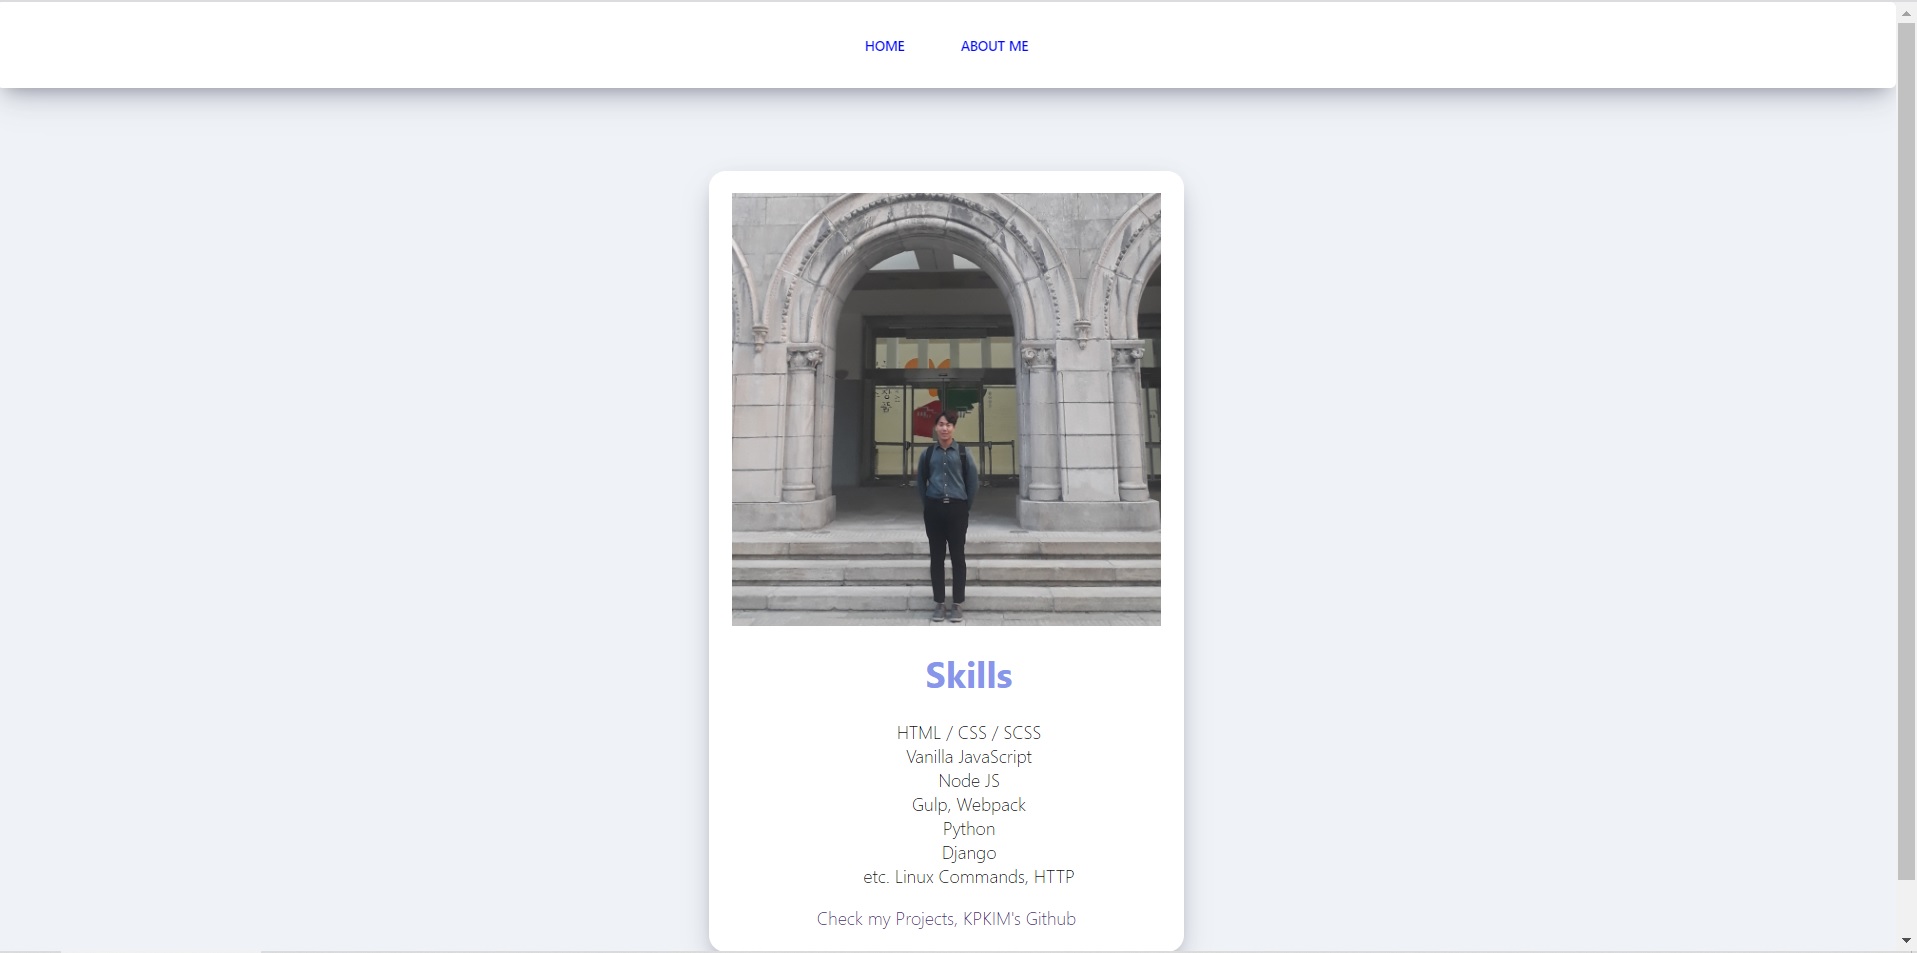 HOME
ABOUT ME
Skills
HTML / CSS / SCSS
Vanilla JavaScript
Node JS
Gulp, Webpack
Python
Django
etc. Linux Commands, HTTP
Check my Projects, KPKIM's Github